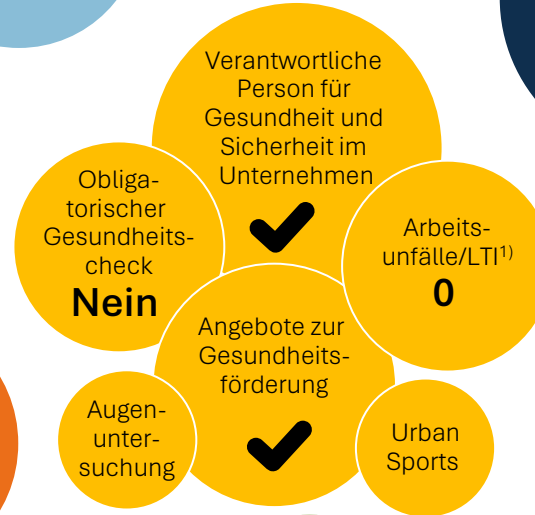 Verantwortliche
Person für
Gesundheit und
Sicherheit im
Unternehmen
Obliga-
torischer
Gesundheits-
check
Nein
Arbeits-
unfälle/LTI¹⁾
0
Angebote zur
Gesundheits-
förderung
Augen-
unter-
suchung
Urban
Sports